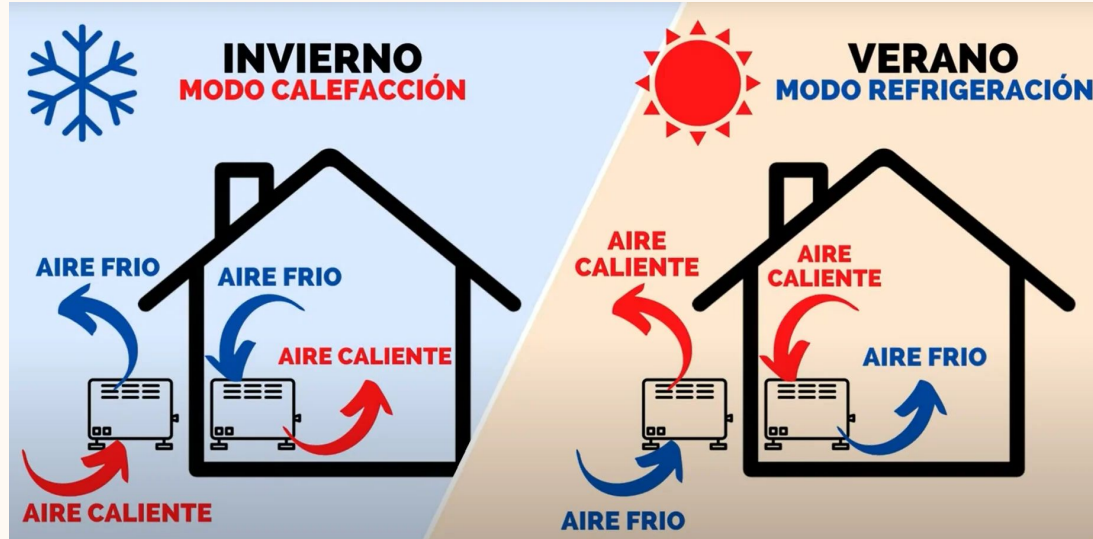 INVIERNO
MODO CALEFACCIÓN
AIRE FRIO
AIRE FRIO
AIRE CALIENTE
AIRE CALIENTE
VERANO
MODO REFRIGERACIÓN
AIRE
CALIENTE
AIRE
CALIENTE
AIRE FRIO
AIRE FRIO